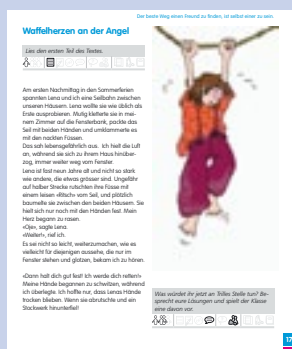 Der beste Weg einen Freund zu finden, ist selbst einer zu sein.
Waffelherzen an der Angel
Lies den ersten Teil des Textes.
Am ersten Nachmittag in den Sommerferien
spannten Lena und ich eine Seilbahn zwischen
unseren Häusern. Lena wollte sie wie üblich als
Erste ausprobieren. Mutig kletterte sie in mei-
nem Zimmer auf die Fensterbank, packte das
Seil mit beiden Händen und umklammerte es
mit den nackten Füssen.
Das sah lebensgefährlich aus. Ich hielt die Luft
an, während sie sich zu ihrem Haus hinüber-
zog, immer weiter weg vom Fenster.
Lena ist fast neun Jahre alt und nicht so stark
wie andere, die etwas grösser sind. Ungefähr
auf halber Strecke rutschten ihre Füsse mit
einem leisen «Ritsch» vom Seil, und plötzlich
baumelte sie zwischen den beiden Häusern. Sie
hielt sich nur noch mit den Händen fest. Mein
Herz begann zu rasen.
«Oje», sagte Lena.
«Weiter!», rief ich.
Es sei nicht so leicht, weiterzumachen, wie es
vielleicht für diejenigen aussehe, die nur im
Fenster stehen und glotzen, bekam ich zu hören.
«Dann halt dich gut fest! Ich werde dich retten!»
Meine Hände begannen zu schwitzen, während
ich überlegte. Ich hoffte nur, dass Lenas Hände
trocken blieben. Wenn sie abrutschte und ein
Stockwerk hinunterfiel!
Was würdet ihr jetzt an Trilles Stelle tun? Be-
sprecht eure Lösungen und spielt der Klasse
eine davon vor.
17